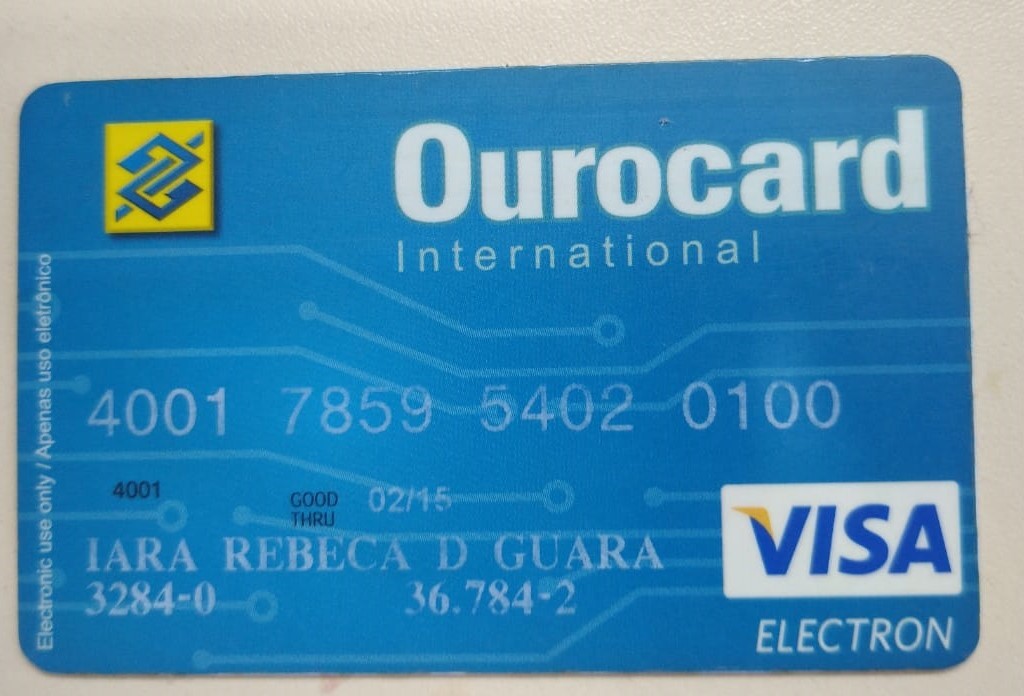 Ourocard
International
Electronic use only / Apenas uso eletrônico
4001 7859 5402 0100
4001
GOOD THRU 02/15
IARA REBECA D GUARA
3284-0 36.784-2
VISA
ELECTRON